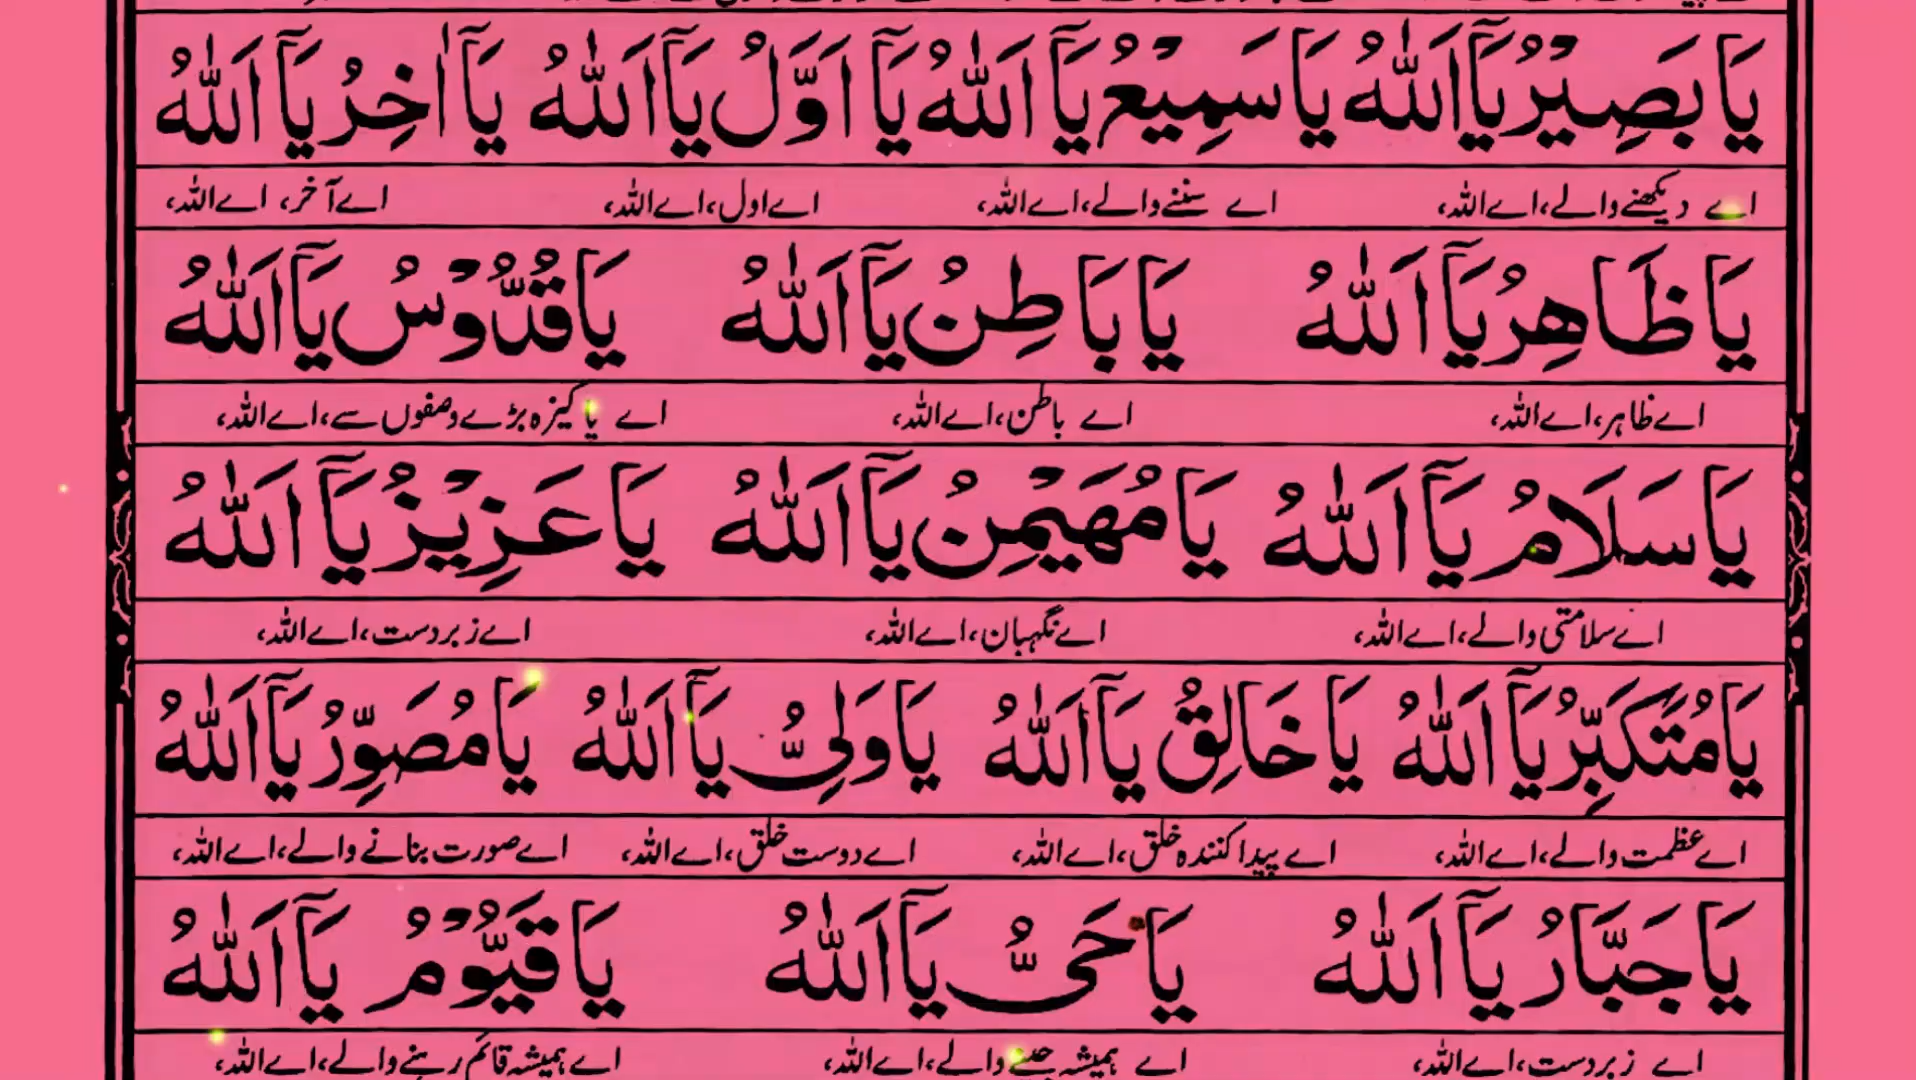 يَا بَصِيْرُ يَآ اَللّٰهُ يَا سَمِيْعُ يَآ اَللّٰهُ يَآ اَوَّلُ يَآ اَللّٰهُ يَآ اٰخِرُ يَآ اَللّٰهُ
اے دیکھنے والے، اے اللہ، اے سننے والے، اے اللہ، اے اول، اے اللہ، اے آخر، اے اللہ،
يَا ظَاهِرُ يَآ اَللّٰهُ يَا بَاطِنُ يَآ اَللّٰهُ يَا قُدُّوْسُ يَآ اَللّٰهُ
اے ظاہر، اے اللہ، اے باطن، اے اللہ، اے پاکیزہ بڑے وصفوں سے، اے اللہ،
يَا سَلَامُ يَآ اَللّٰهُ يَا مُهَيْمِنُ يَآ اَللّٰهُ يَا عَزِيْزُ يَآ اَللّٰهُ
اے سلامتی والے، اے اللہ، اے نگہبان، اے اللہ، اے زبردست، اے اللہ،
يَا مُتَكَبِّرُ يَآ اَللّٰهُ يَا خَالِقُ يَآ اَللّٰهُ يَا وَلِيُّ يَآ اَللّٰهُ يَا مُصَوِّرُ يَآ اَللّٰهُ
اے عظمت والے، اے اللہ، اے پیدا کنندہ خلق، اے اللہ، اے دوست خلق، اے اللہ، اے صورت بنانے والے، اے اللہ،
يَا جَبَّارُ يَآ اَللّٰهُ يَا حَيُّ يَآ اَللّٰهُ يَا قَيُّوْمُ يَآ اَللّٰهُ
اے زبردست، اے اللہ، اے ہمیشہ جینے والے، اے اللہ، اے ہمیشہ قائم رہنے والے، اے اللہ،